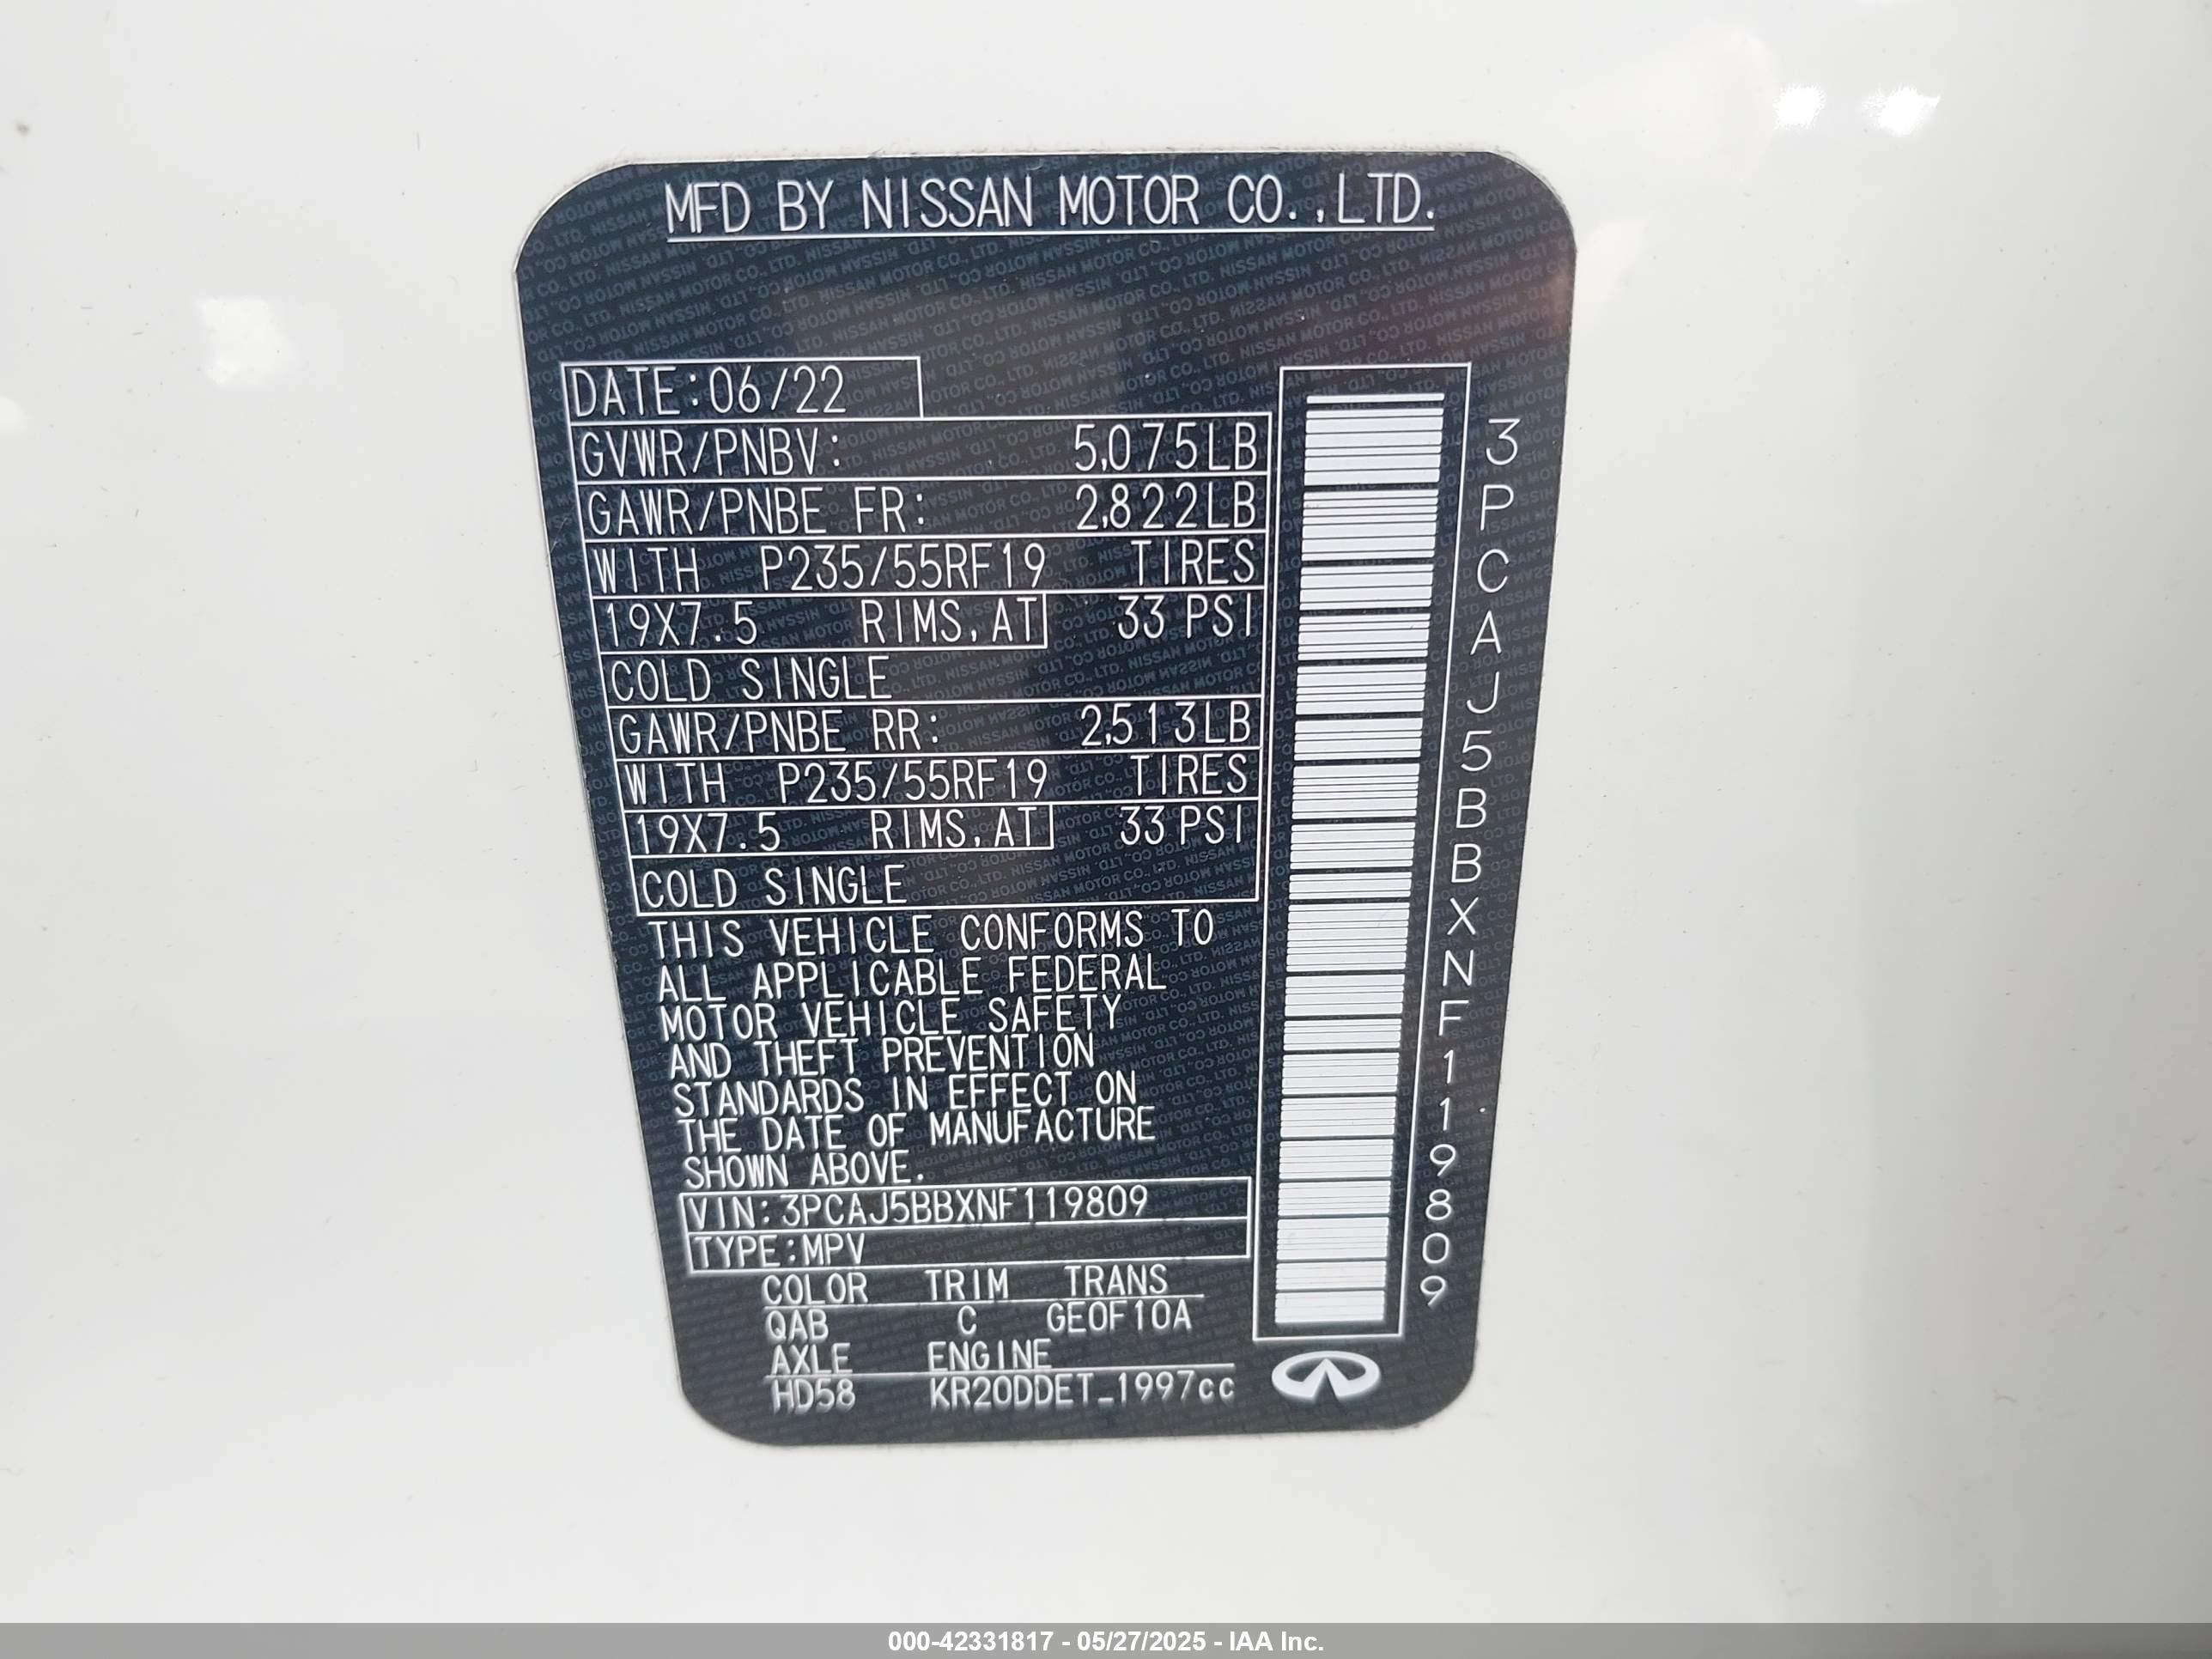 MFD BY NISSAN MOTOR CO.,LTD.
DATE:06/22
GVWR/PNBV: 5,075LB
GAWR/PNBE FR: 2,822LB
WITH P235/55RF19 TIRES
19X7.5 RIMS,AT 33 PSI
COLD SINGLE
GAWR/PNBE RR: 2,513LB
WITH P235/55RF19 TIRES
19X7.5 RIMS,AT 33 PSI
COLD SINGLE
THIS VEHICLE CONFORMS TO
ALL APPLICABLE FEDERAL
MOTOR VEHICLE SAFETY
AND THEFT PREVENTION
STANDARDS IN EFFECT ON
THE DATE OF MANUFACTURE
SHOWN ABOVE.
VIN:3PCAJ5BBXNF119809
TYPE:MPV
COLOR TRIM TRANS
QAB C GE0F10A
AXLE ENGINE
HD58 KR20DDET_1997cc
3PCAJ5BBXNF119809
000-42331817 - 05/27/2025 - IAA Inc.